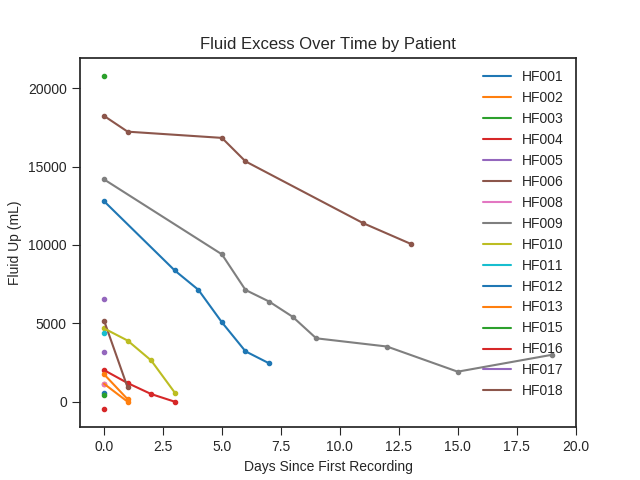 Fluid Excess Over Time by Patient
Fluid Up (mL)
20000
15000
10000
5000
0
0.0 2.5 5.0 7.5 10.0 12.5 15.0 17.5 20.0
Days Since First Recording
HF001
HF002
HF003
HF004
HF005
HF006
HF008
HF009
HF010
HF011
HF012
HF013
HF015
HF016
HF017
HF018